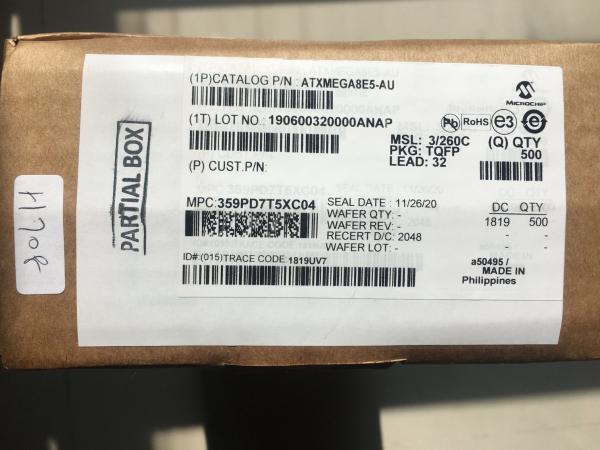 (1P)CATALOG P/N : ATXMEGA8E5-AU
MICROCHIP
(1T) LOT NO.: 190600320000ANAP
Pb RoHS e3 e
MSL: 3/260C (Q) QTY
PKG: TQFP 500
LEAD: 32
(P) CUST.P/N:
PARTIAL BOX
MPC:359PD7T5XC04
SEAL DATE : 11/26/20
WAFER QTY: -
WAFER REV: -
RECERT D/C: 2048
WAFER LOT: -
DC QTY
1819 500
- -
- -
ID#:(015)TRACE CODE:1819UV7
a50495 /
MADE IN
Philippines